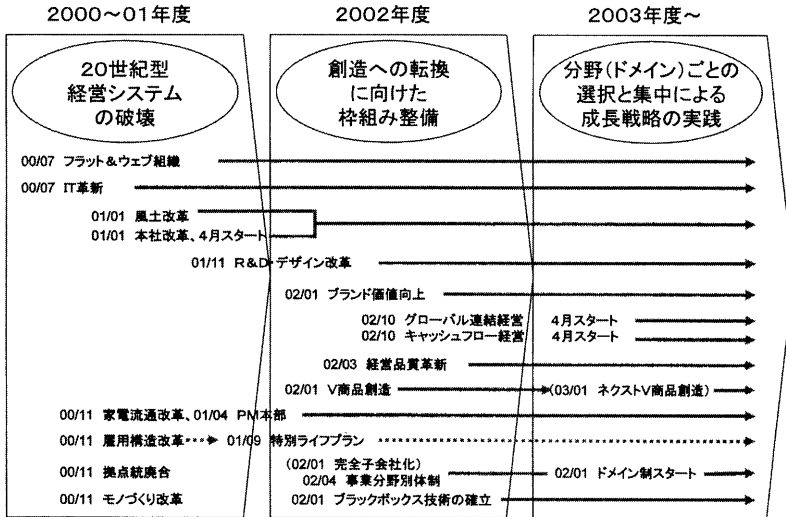 2000～01年度
2002年度
2003年度～
20世紀型
経営システム
の破壊
創造への転換
に向けた
枠組み整備
分野(ドメイン)ごとの
選択と集中による
成長戦略の実践
00/07 フラット＆ウェブ組織
00/07 IT革新
01/01 風土改革
01/01 本社改革、4月スタート
01/11 R＆D・デザイン改革
02/01 ブランド価値向上
02/10 グローバル連結経営 4月スタート
02/10 キャッシュフロー経営 4月スタート
02/03 経営品質革新
02/01 V商品創造 (03/01 ネクストV商品創造)
00/11 家電流通改革、01/04 PM本部
00/11 雇用構造改革 01/09 特別ライフプラン
(02/01 完全子会社化)
00/11 拠点統廃合 02/04 事業分野別体制 02/01 ドメイン制スタート
00/11 モノづくり改革 02/01 ブラックボックス技術の確立